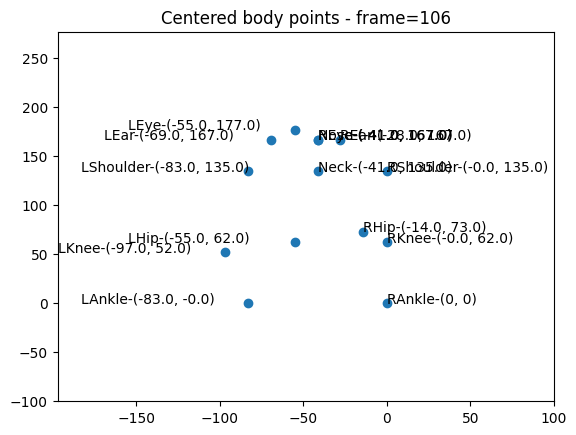 Centered body points - frame=106
LEye-(-55.0, 177.0)
LEar-(-69.0, 167.0)
LShoulder-(-83.0, 135.0)
Neck-(-41.0, 135.0)
RShoulder-(-0.0, 135.0)
RHip-(-14.0, 73.0)
LHip-(-55.0, 62.0)
RKnee-(-0.0, 62.0)
LKnee-(-97.0, 52.0)
LAnkle-(-83.0, -0.0)
RAnkle-(0, 0)
250
200
150
100
50
0
−50
−100
−150
−100
−50
0
50
100